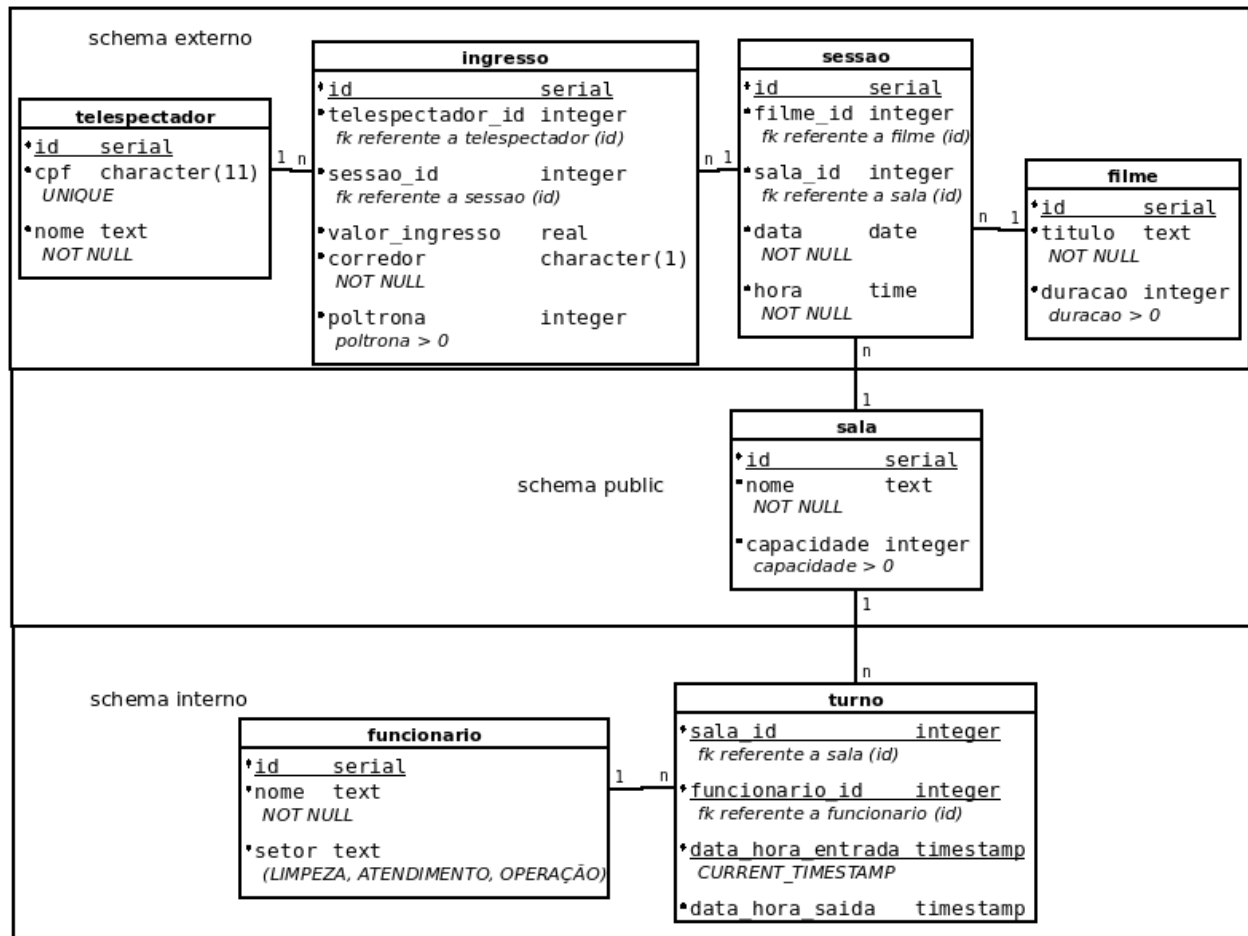 schema externo
telespectador
id serial
cpf character(11)
UNIQUE
nome text
NOT NULL
1 n
ingresso
id serial
telespectador_id integer
fk referente a telespectador (id)
sessao_id integer
fk referente a sessao (id)
valor_ingresso real
corredor character(1)
NOT NULL
poltrona integer
poltrona > 0
n 1
sessao
id serial
filme_id integer
fk referente a filme (id)
sala_id integer
fk referente a sala (id)
data date
NOT NULL
hora time
NOT NULL
n 1
filme
id serial
titulo text
NOT NULL
duracao integer
duracao > 0
n
1
schema public
sala
id serial
nome text
NOT NULL
capacidade integer
capacidade > 0
1
n
schema interno
funcionario
id serial
nome text
NOT NULL
setor text
(LIMPEZA, ATENDIMENTO, OPERAÇÃO)
1 n
turno
sala_id integer
fk referente a sala (id)
funcionario_id integer
fk referente a funcionario (id)
data_hora_entrada timestamp
CURRENT_TIMESTAMP
data_hora_saida timestamp